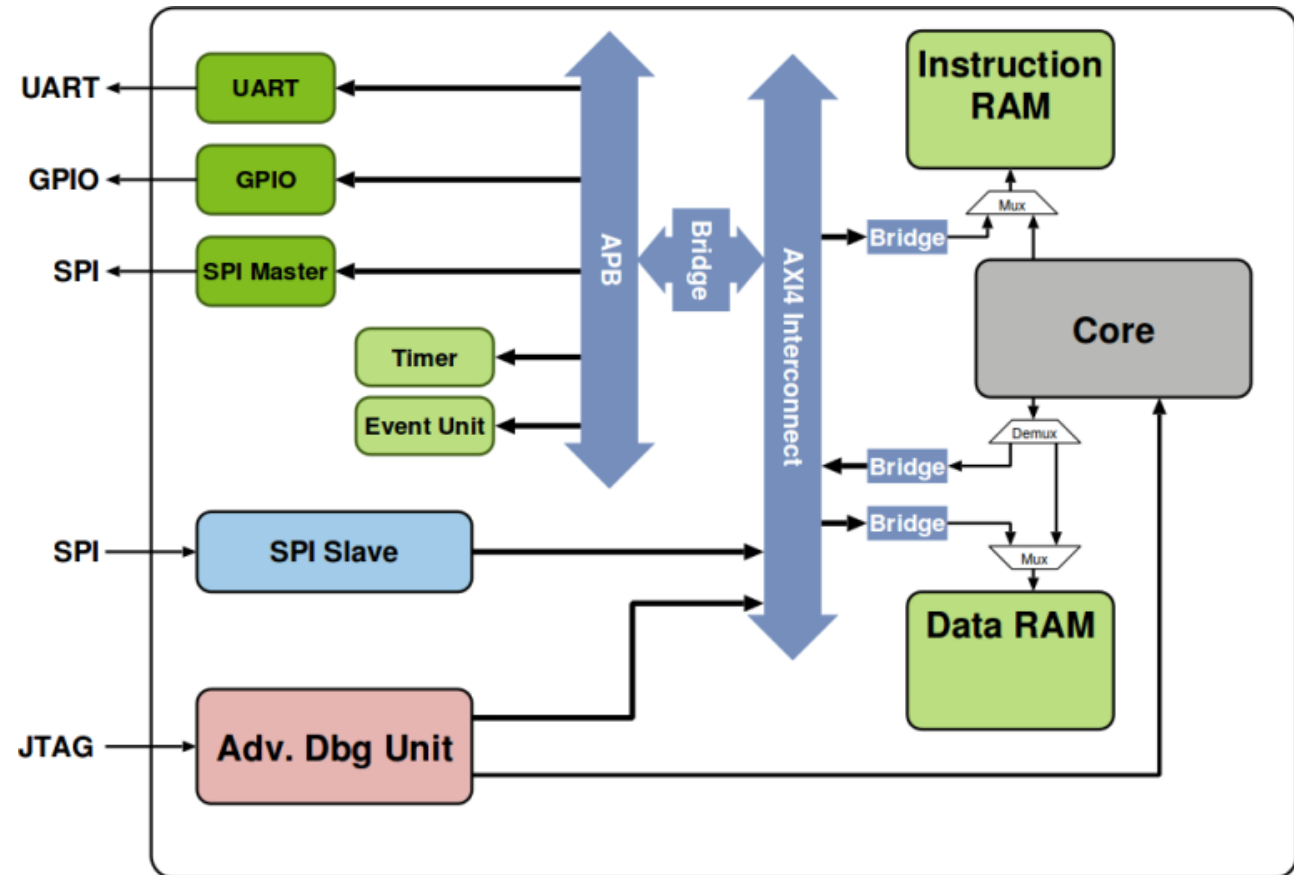 UART
UART
GPIO
GPIO
SPI
SPI Master
Timer
Event Unit
APB
Bridge
AXI4 Interconnect
Instruction
RAM
Mux
Bridge
Core
Demux
Bridge
Bridge
Mux
Data RAM
SPI
SPI Slave
JTAG
Adv. Dbg Unit